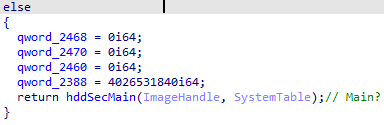 else
{
qword_2468 = 0i64;
qword_2470 = 0i64;
qword_2460 = 0i64;
qword_2388 = 4026531840i64;
return hddSecMain(ImageHandle, SystemTable);// Main?
}